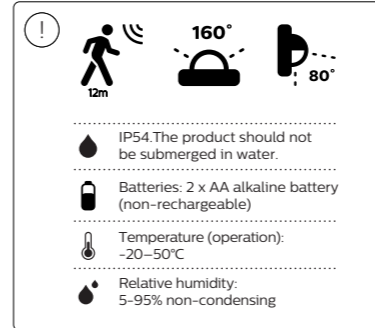 !
160°
80°
12m
IP54.The product should not
be submerged in water.
Batteries: 2 x AA alkaline battery
(non-rechargeable)
Temperature (operation):
-20–50°C
Relative humidity:
5-95% non-condensing